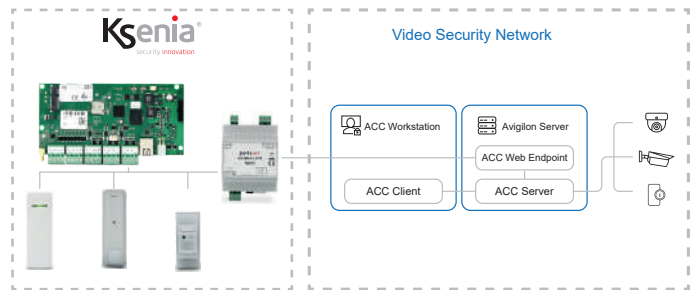 Ksenia®
security innovation
Video Security Network
ACC Workstation
Avigilon Server
ACC Web Endpoint
ACC Client
ACC Server